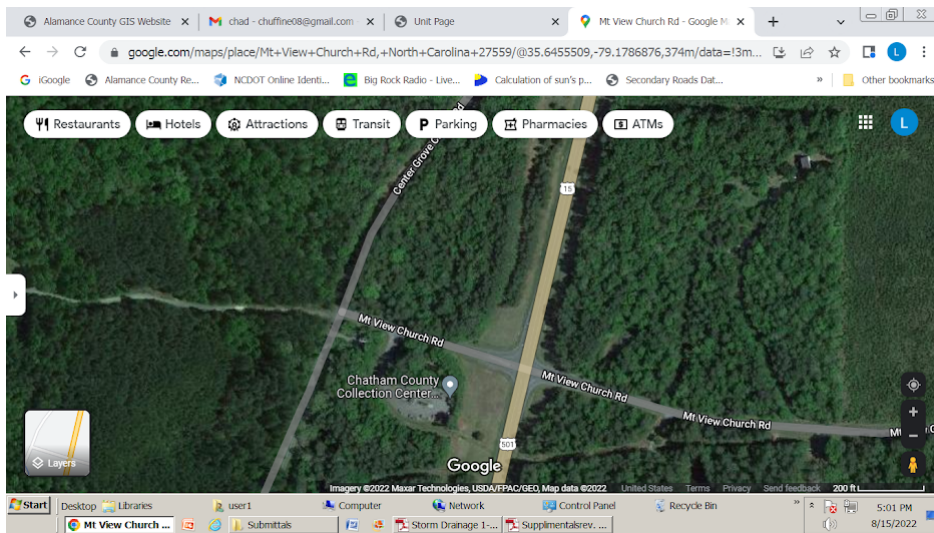 Alamance County GIS Website
chad - chuffine08@gmail.com
Unit Page
Mt View Church Rd - Google M
google.com/maps/place/Mt+View+Church+Rd,+North+Carolina+27559/@35.6455509,-79.1786876,374m/data=!3m...
L
G iGoogle
Alamance County Re...
NCDOT Online Identi...
Big Rock Radio - Live...
Calculation of sun's p...
Secondary Roads Dat...
»
Other bookmarks
Restaurants
Hotels
Attractions
Transit
P Parking
Pharmacies
$ ATMs
L
Center Grove C
d
15
Mt View Church Rd
Chatham County
Collection Center...
Mt View Church Rd
Mt View Church Rd
501
Layers
Google
Imagery ©2022 Maxar Technologies, USDA/FPAC/GEO, Map data ©2022
United States
Terms
Privacy
Send feedback
200 ft
Start
Desktop
Libraries
user1
Computer
Network
Control Panel
Recycle Bin
»
5:01 PM
Mt View Church ...
Submittals
Storm Drainage 1-...
Supplimentalsrev. ...
8/15/2022